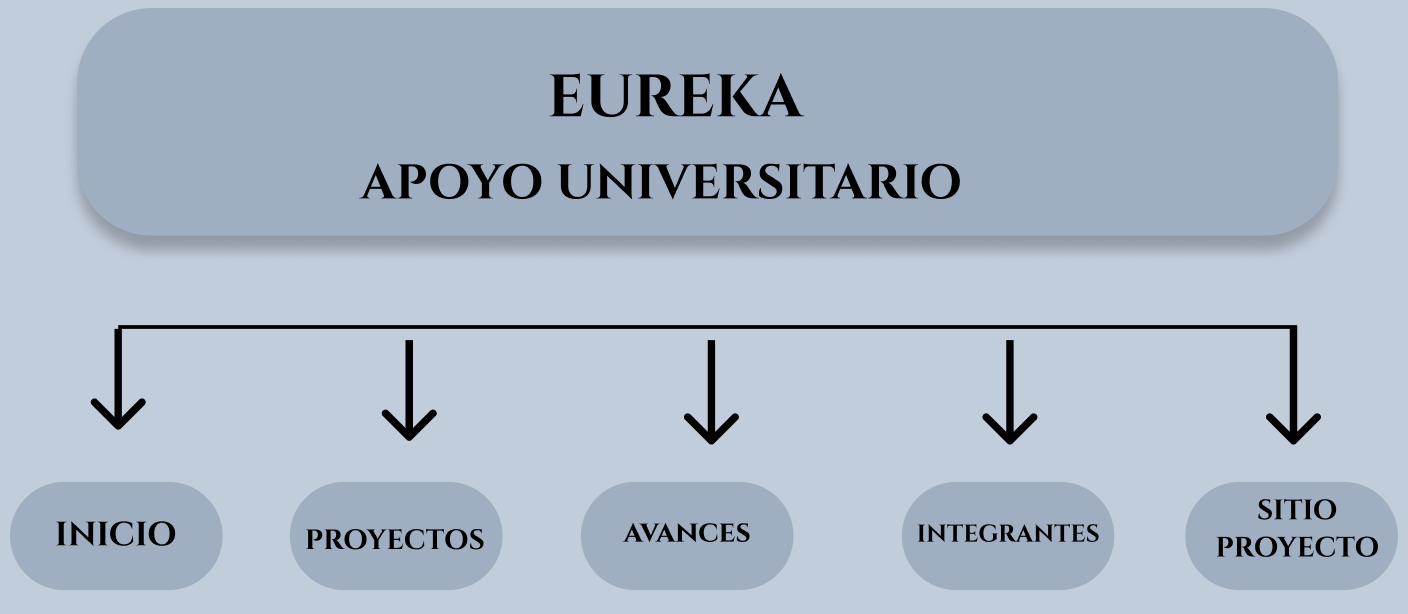 EUREKA
APOYO UNIVERSITARIO
INICIO
PROYECTOS
AVANCES
INTEGRANTES
SITIO
PROYECTO